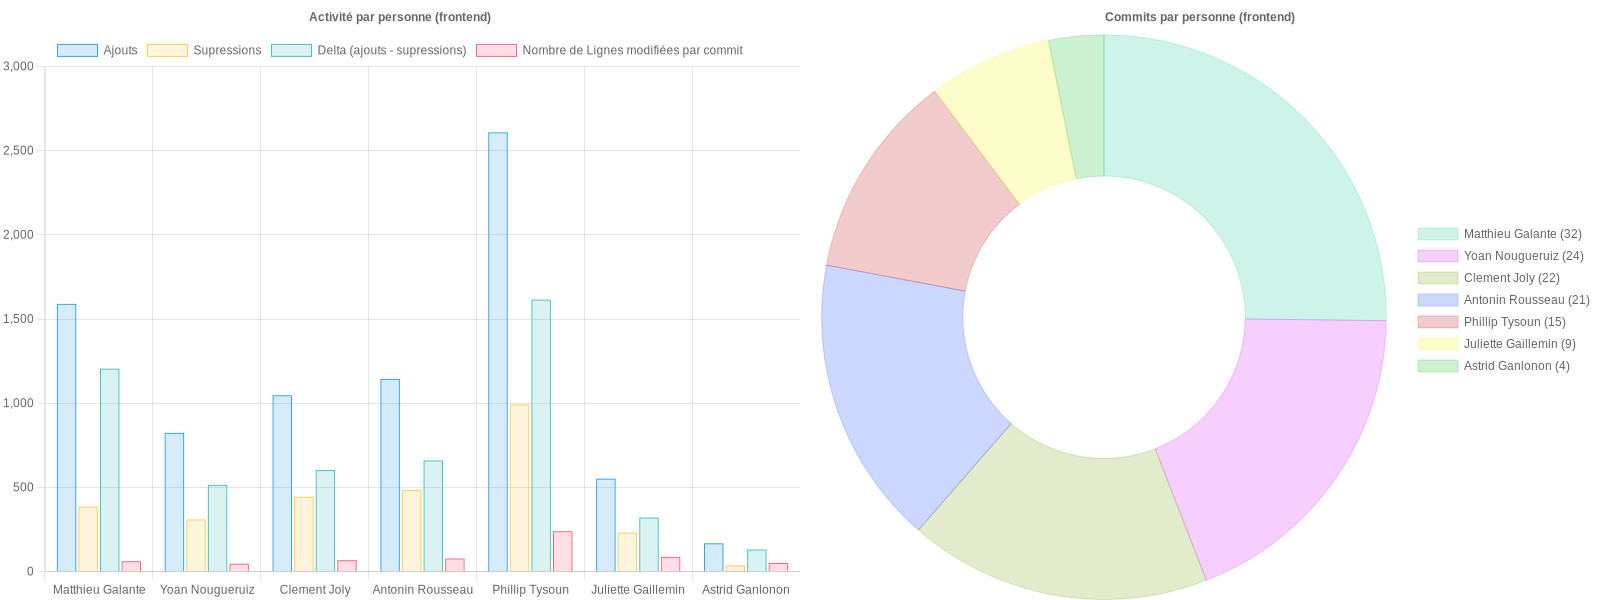 Activité par personne (frontend)
Ajouts
Supressions
Delta (ajouts - supressions)
Nombre de Lignes modifiées par commit
3,000
2,500
2,000
1,500
1,000
500
0
Matthieu Galante
Yoan Nougueruiz
Clement Joly
Antonin Rousseau
Phillip Tysoun
Juliette Gaillemin
Astrid Ganlonon
Commits par personne (frontend)
Matthieu Galante (32)
Yoan Nougueruiz (24)
Clement Joly (22)
Antonin Rousseau (21)
Phillip Tysoun (15)
Juliette Gaillemin (9)
Astrid Ganlonon (4)